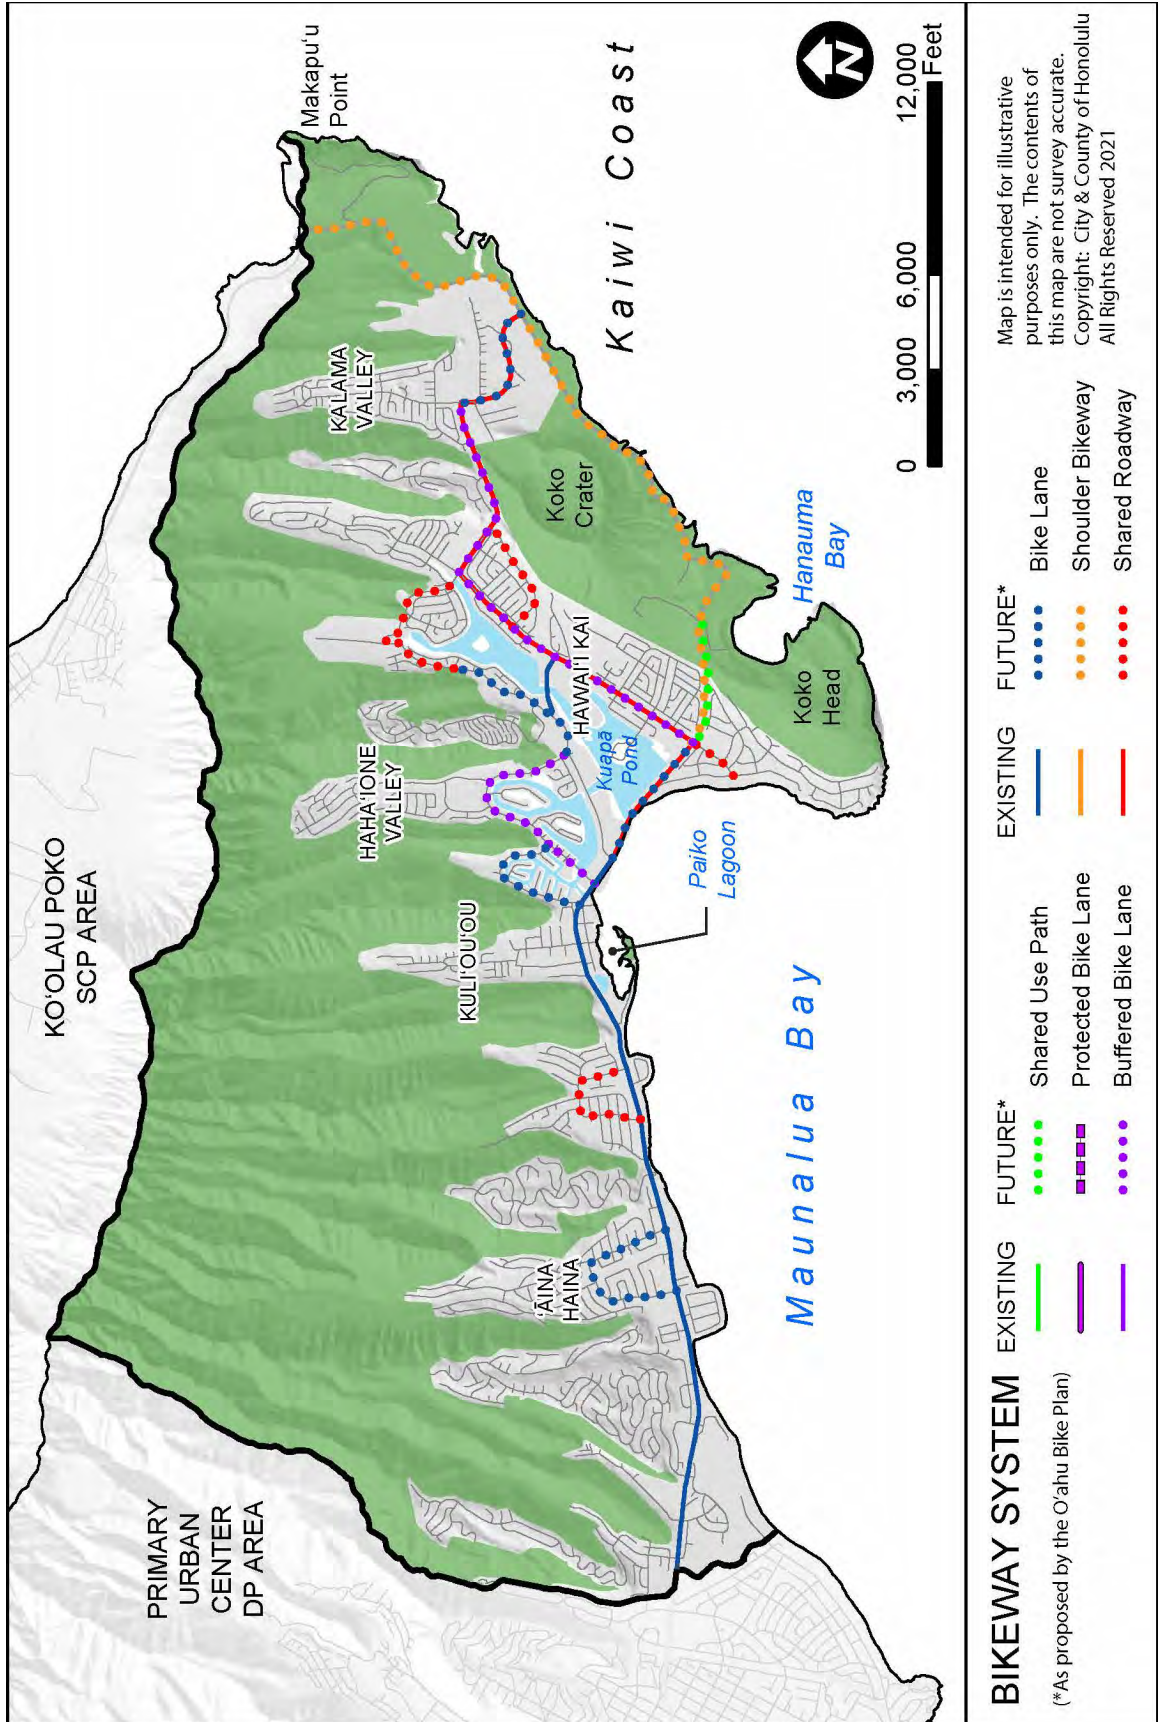 KO‘OLAU POKO
SCP AREA
PRIMARY
URBAN
CENTER
DP AREA
Makapu‘u
Point
KALAMA
VALLEY
HAHA‘IONE
VALLEY
KULI‘OU‘OU
‘ĀINA
HAINA
HAWAI‘I KAI
Kuapā
Pond
Koko
Crater
Koko
Head
Hanauma
Bay
Paiko
Lagoon
Maunalua Bay
Kaiwi Coast
N
0 3,000 6,000 12,000
Feet
BIKEWAY SYSTEM
(*As proposed by the O‘ahu Bike Plan)
EXISTING FUTURE*
Shared Use Path
Protected Bike Lane
Buffered Bike Lane
EXISTING FUTURE*
Bike Lane
Shoulder Bikeway
Shared Roadway
Map is intended for illustrative
purposes only. The contents of
this map are not survey accurate.
Copyright: City & County of Honolulu
All Rights Reserved 2021